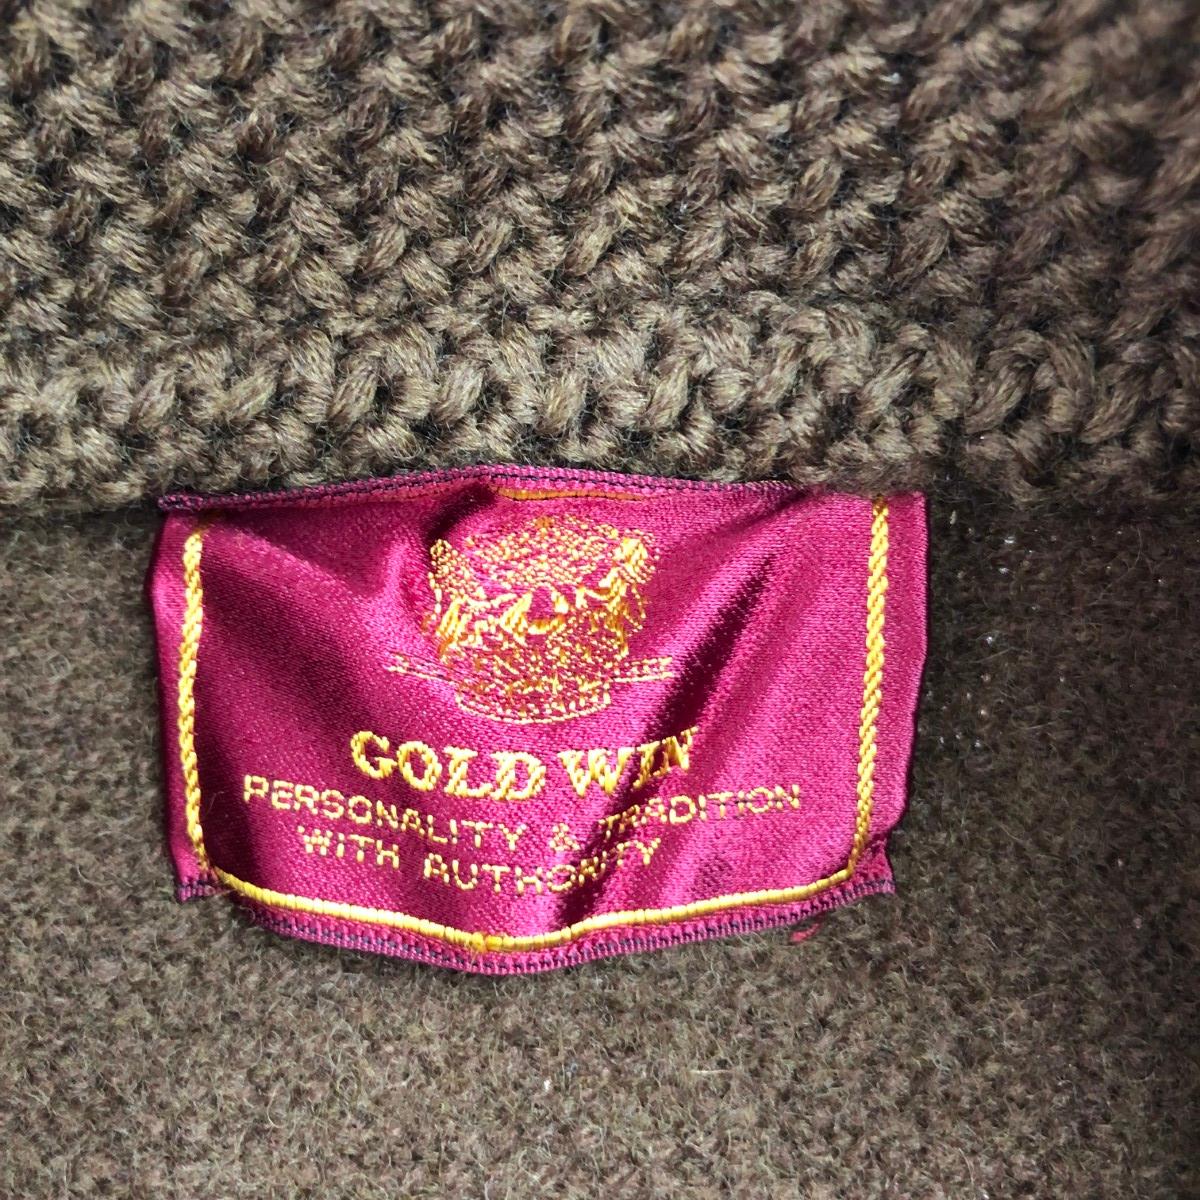 GOLD WIN
PERSONALITY & TRADITION
WITH AUTHORITY